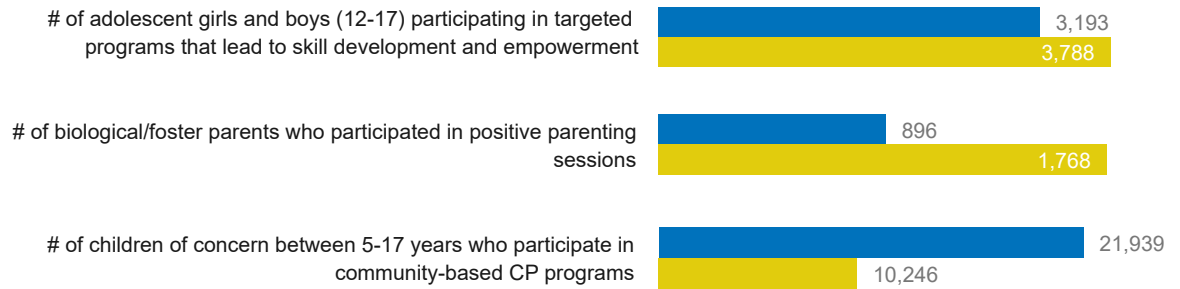 # of adolescent girls and boys (12-17) participating in targeted
programs that lead to skill development and empowerment
3,193
3,788
# of biological/foster parents who participated in positive parenting
sessions
896
1,768
# of children of concern between 5-17 years who participate in
community-based CP programs
21,939
10,246